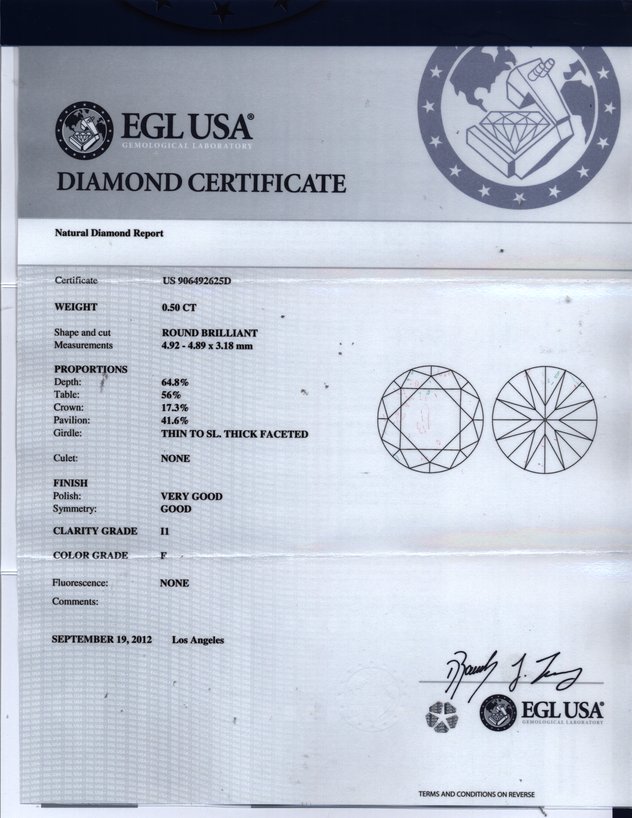 EGL USA®
GEMOLOGICAL LABORATORY
DIAMOND CERTIFICATE
Natural Diamond Report
Certificate US 906492625D
WEIGHT 0.50 CT
Shape and cut ROUND BRILLIANT
Measurements 4.92 - 4.89 x 3.18 mm
PROPORTIONS
Depth: 64.8%
Table: 56%
Crown: 17.3%
Pavilion: 41.6%
Girdle: THIN TO SL. THICK FACETED
Culet: NONE
FINISH
Polish: VERY GOOD
Symmetry: GOOD
CLARITY GRADE I1
COLOR GRADE F
Fluorescence: NONE
Comments:
SEPTEMBER 19, 2012 Los Angeles
EGL USA®
GEMOLOGICAL LABORATORY
TERMS AND CONDITIONS ON REVERSE